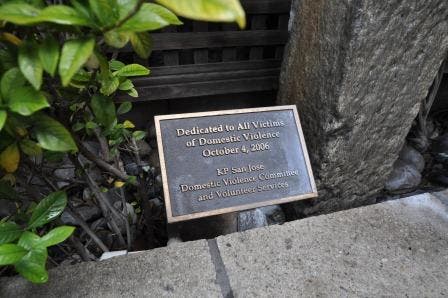 Dedicated to All Victims
of Domestic Violence
October 4, 2006
KP San Jose
Domestic Violence Committee
and Volunteer Services